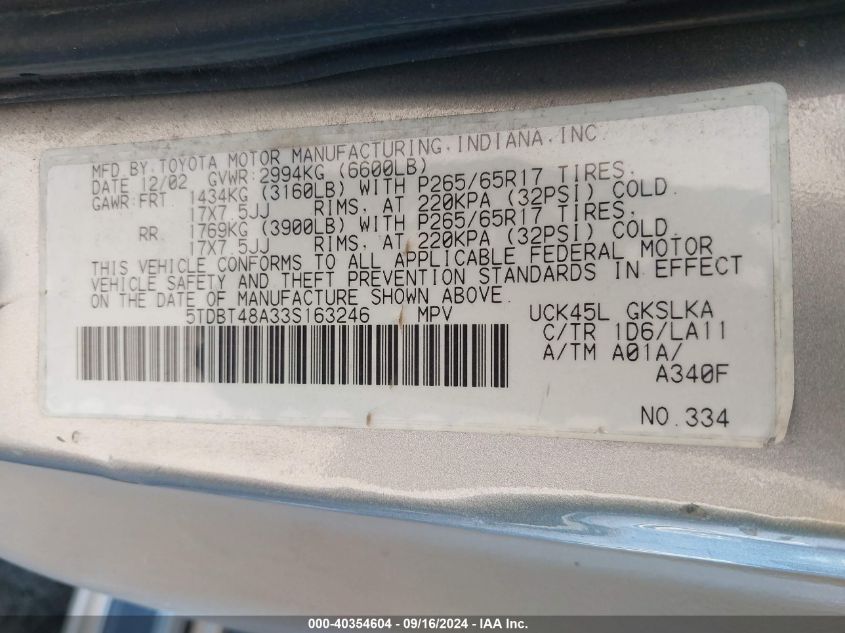 MFD.BY.TOYOTA MOTOR MANUFACTURING.INDIANA.INC
DATE 12/02 GVWR:2994KG (6600LB)
GAWR:FRT. 1434KG (3160LB) WITH P265/65R17 TIRES,
17X7.5JJ RIMS, AT 220KPA (32PSI) COLD.
RR. 1769KG (3900LB) WITH P265/65R17 TIRES,
17X7.5JJ RIMS, AT 220KPA (32PSI) COLD.
THIS VEHICLE CONFORMS TO ALL APPLICABLE FEDERAL MOTOR
VEHICLE SAFETY AND THEFT PREVENTION STANDARDS IN EFFECT
ON THE DATE OF MANUFACTURE SHOWN ABOVE.
5TDBT48A33S163246 MPV UCK45L GKSLKA
C/TR 1D6/LA11
A/TM A01A/
A340F
NO.334
000-40354604 - 09/16/2024 - IAA Inc.